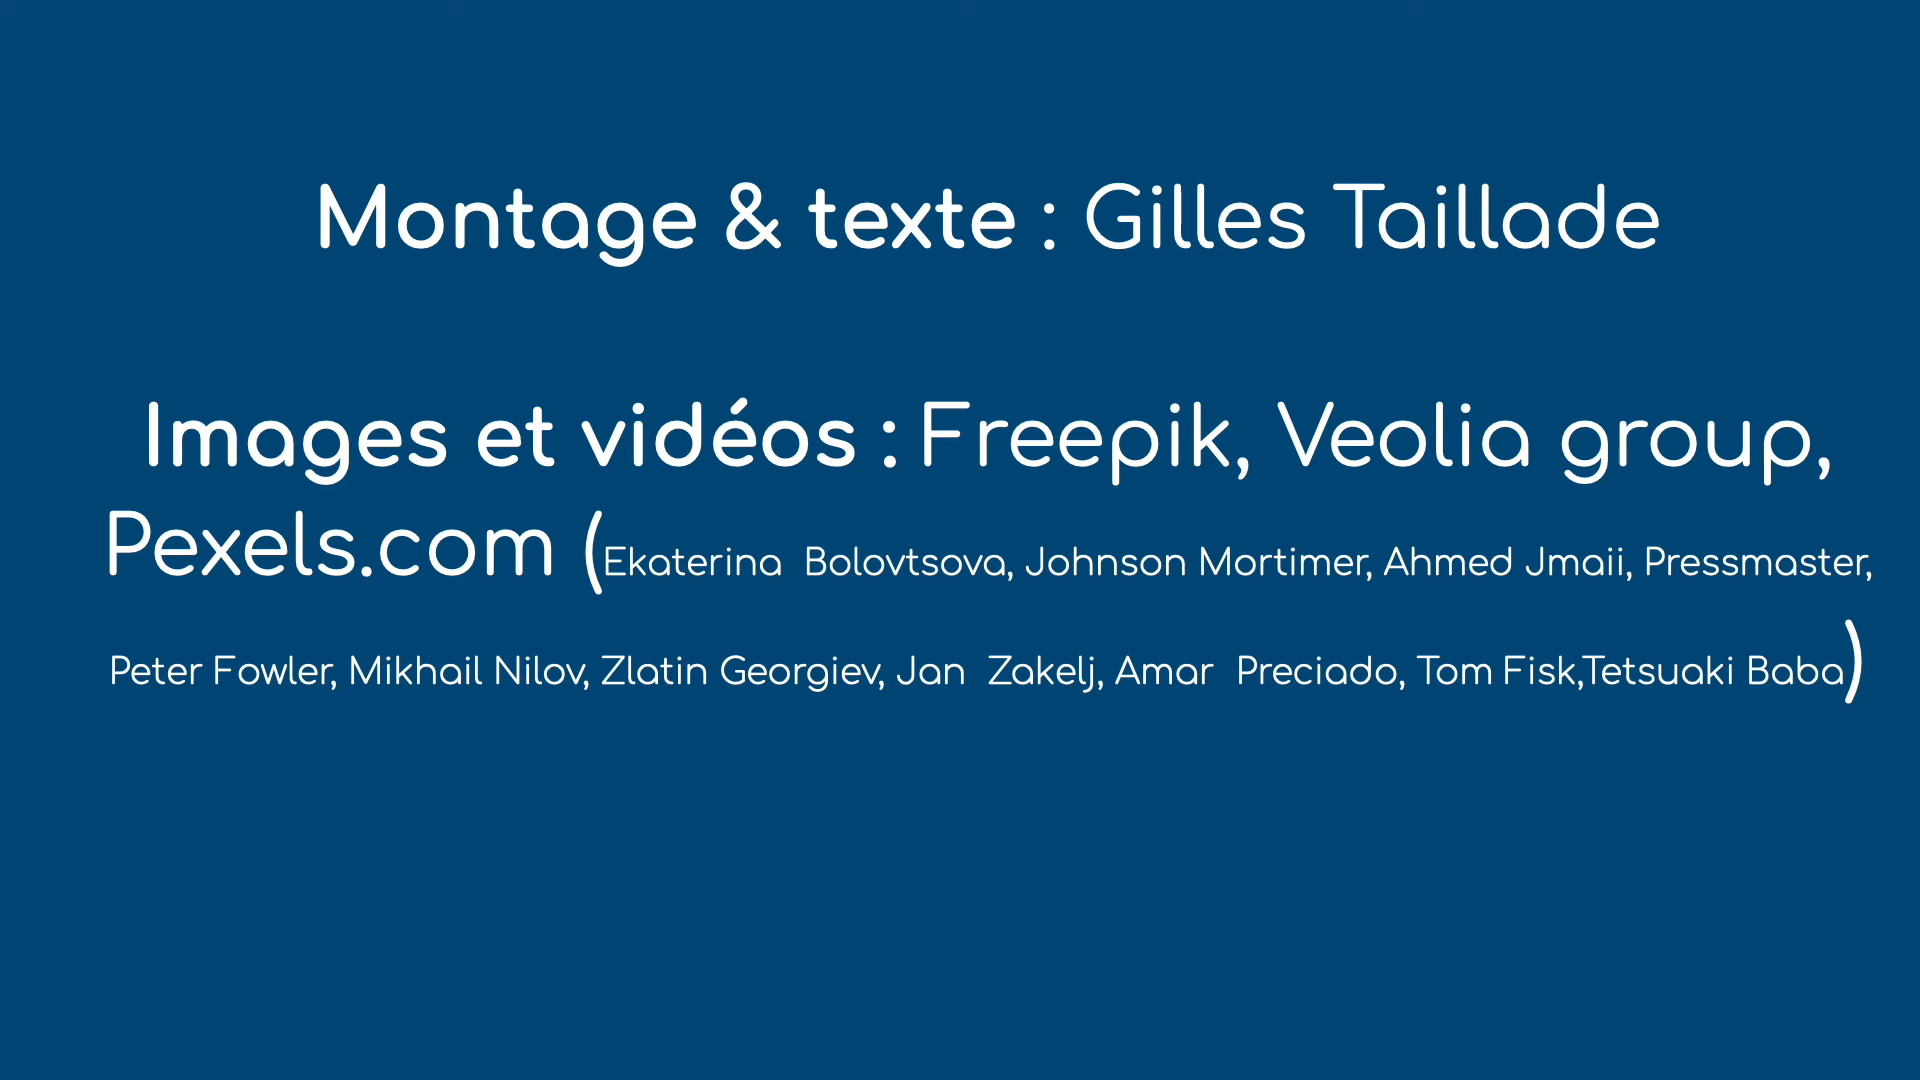 Montage & texte : Gilles Taillade
Images et vidéos : Freepik, Veolia group,
Pexels.com (Ekaterina  Bolovtsova, Johnson Mortimer, Ahmed Jmaii, Pressmaster,
Peter Fowler, Mikhail Nilov, Zlatin Georgiev, Jan  Zakelj, Amar  Preciado, Tom Fisk,Tetsuaki Baba)